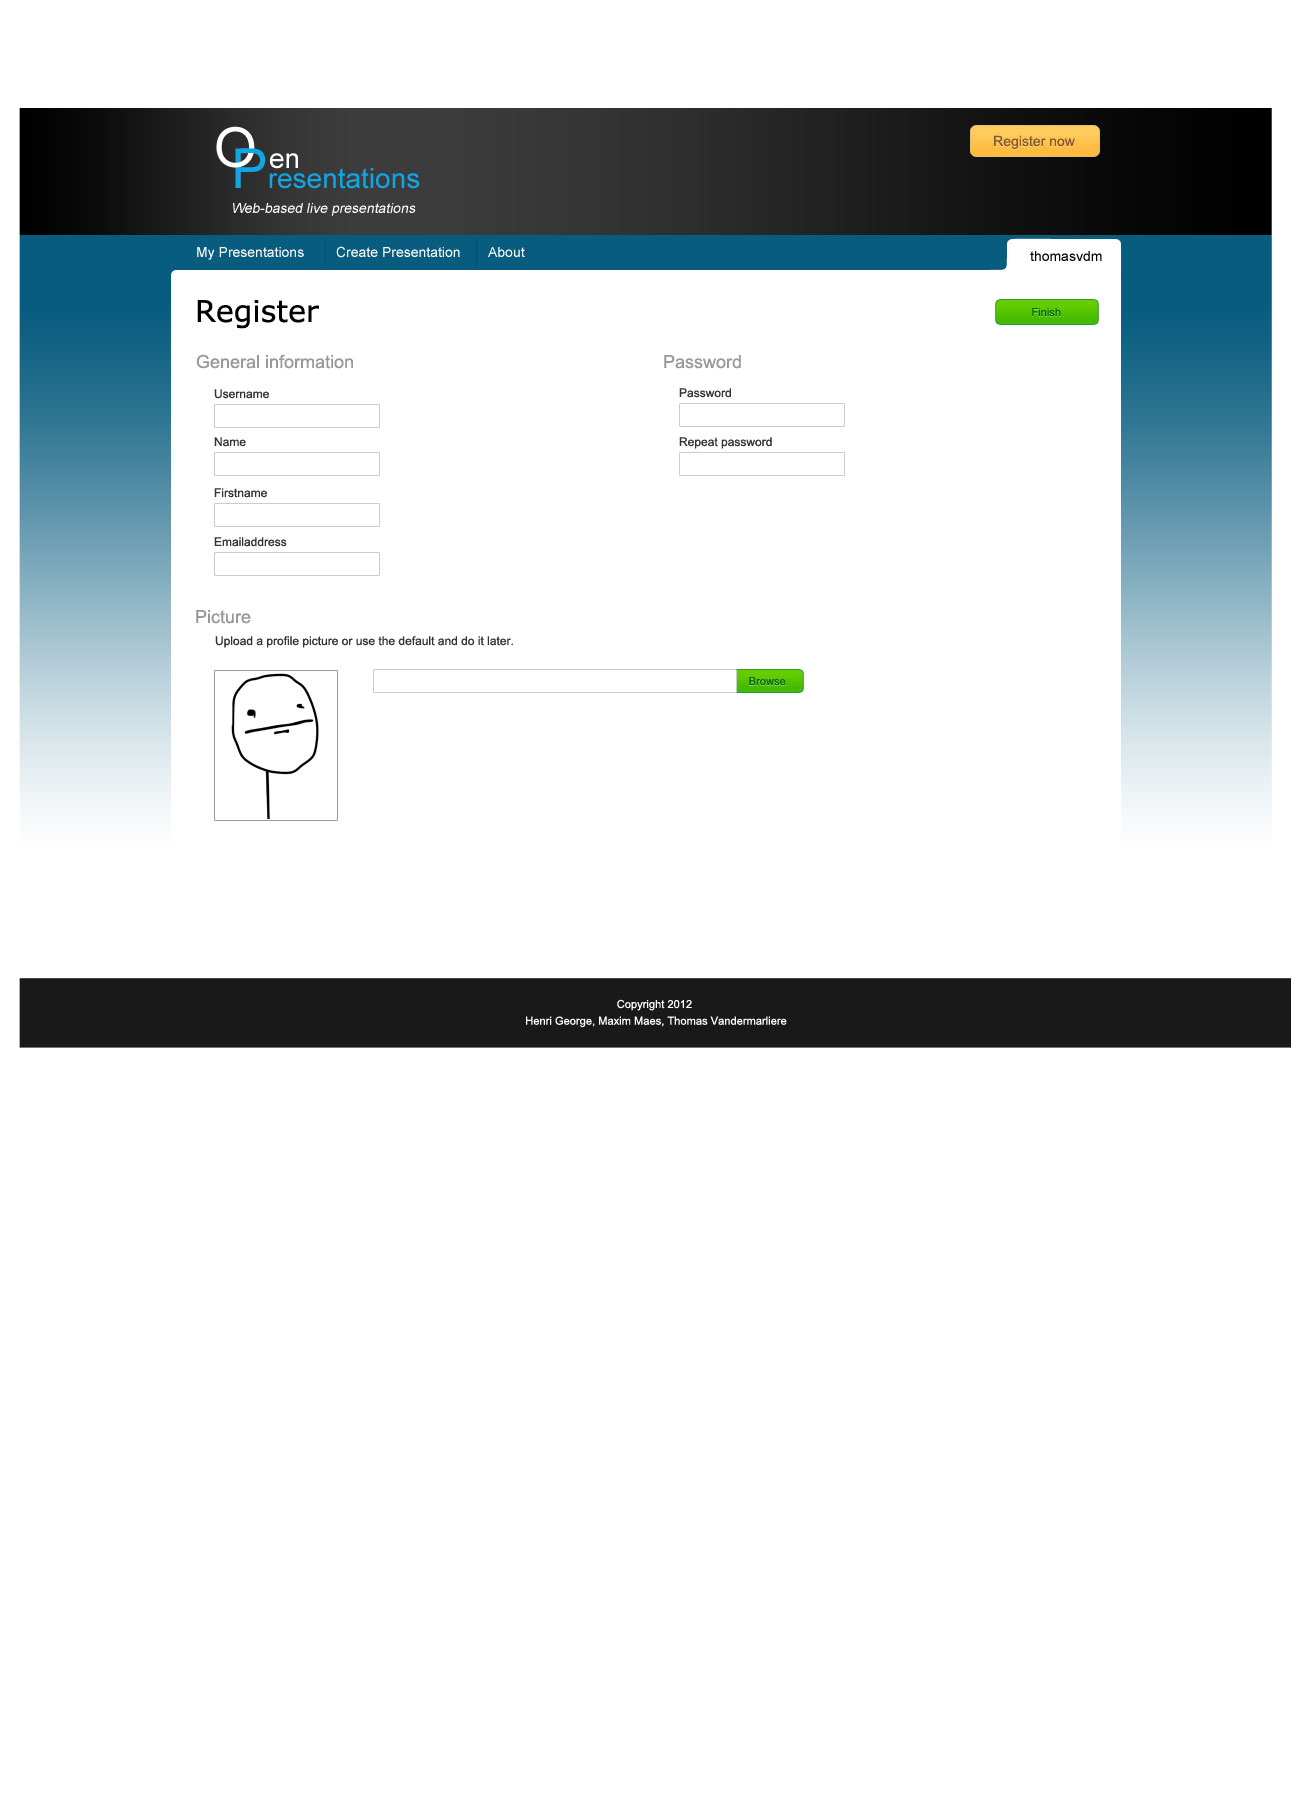 Open
Presentations
Web-based live presentations
Register now
My Presentations
Create Presentation
About
thomasvdm
Register
Finish
General information
Username
Name
Firstname
Emailaddress
Password
Password
Repeat password
Picture
Upload a profile picture or use the default and do it later.
Browse
Copyright 2012
Henri George, Maxim Maes, Thomas Vandermarliere